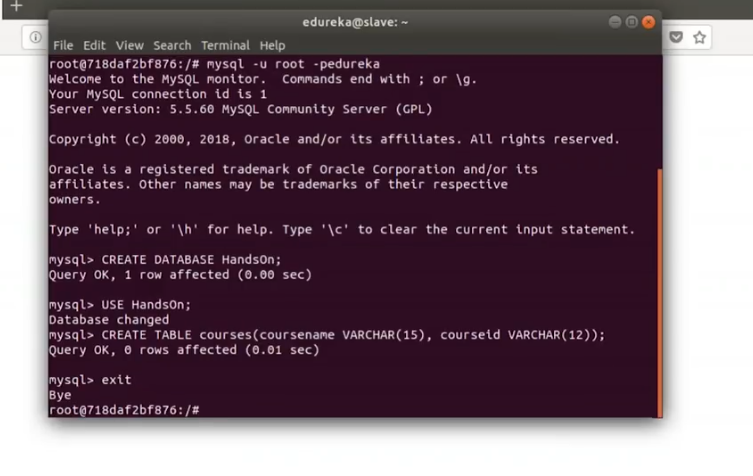 edureka@slave: ~
File Edit View Search Terminal Help
root@718daf2bf876:/# mysql -u root -pedureka
Welcome to the MySQL monitor.  Commands end with ; or \g.
Your MySQL connection id is 1
Server version: 5.5.60 MySQL Community Server (GPL)
Copyright (c) 2000, 2018, Oracle and/or its affiliates. All rights reserved.
Oracle is a registered trademark of Oracle Corporation and/or its
affiliates. Other names may be trademarks of their respective
owners.
Type 'help;' or '\h' for help. Type '\c' to clear the current input statement.
mysql> CREATE DATABASE HandsOn;
Query OK, 1 row affected (0.00 sec)
mysql> USE HandsOn;
Database changed
mysql> CREATE TABLE courses(coursename VARCHAR(15), courseid VARCHAR(12));
Query OK, 0 rows affected (0.01 sec)
mysql> exit
Bye
root@718daf2bf876:/#